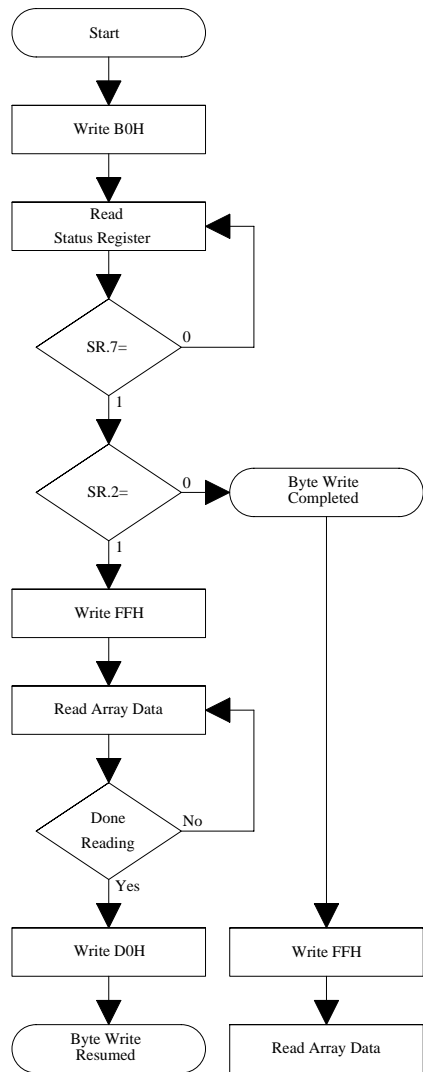 Start
Write B0H
Read
Status Register
SR.7=
0
1
SR.2=
0
Byte Write
Completed
1
Write FFH
Read Array Data
Done
Reading
No
Yes
Write D0H
Write FFH
Byte Write
Resumed
Read Array Data